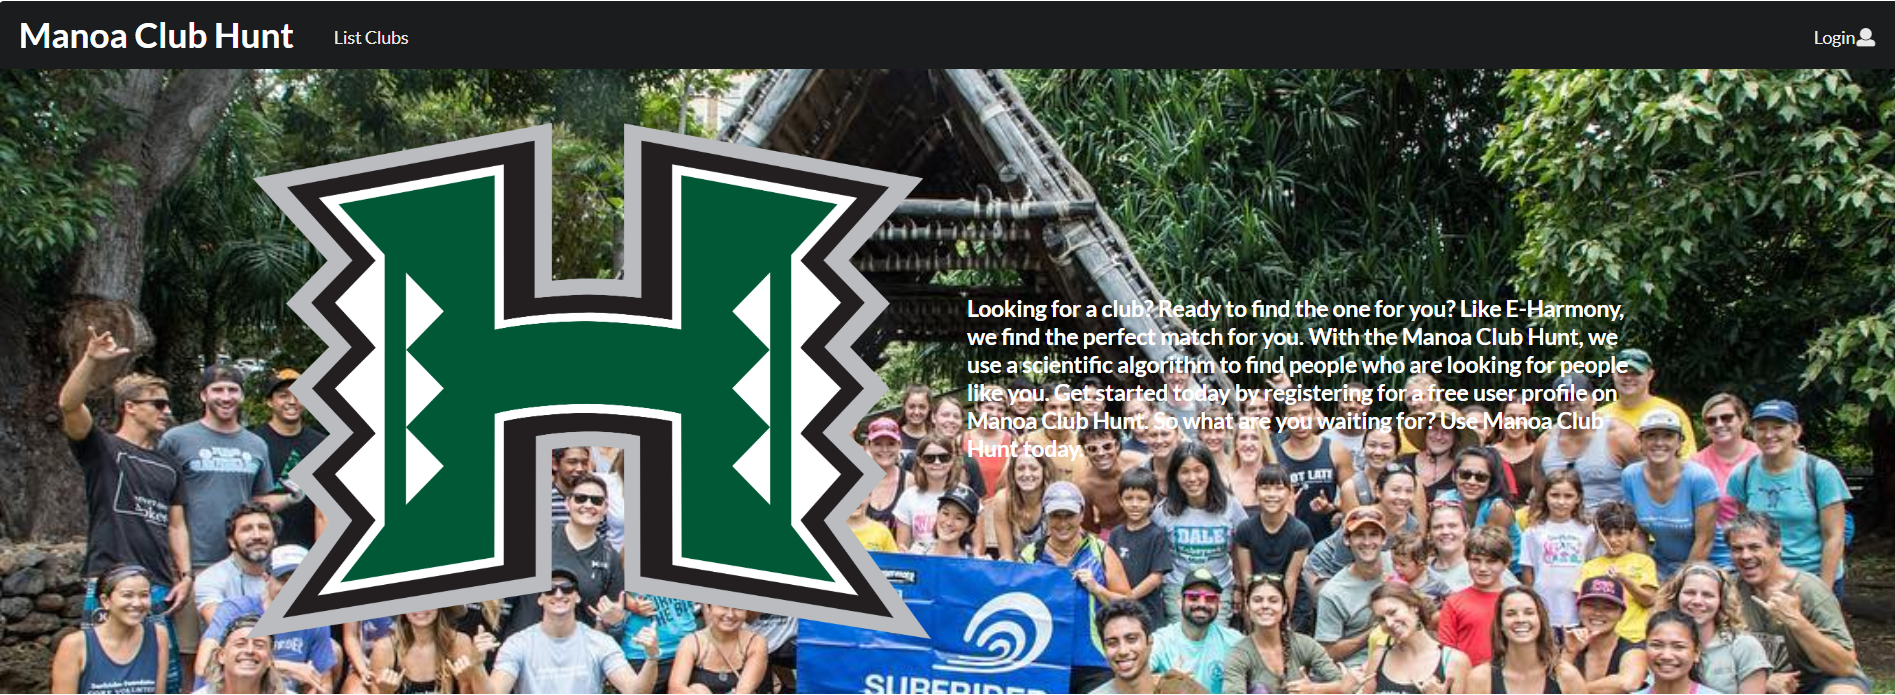 Manoa Club Hunt
List Clubs
Login
Looking for a club? Ready to find the one for you? Like E-Harmony,
we find the perfect match for you. With the Manoa Club Hunt, we
use a scientific algorithm to find people who are looking for people
like you. Get started today by registering for a free user profile on
Manoa Club Hunt. So what are you waiting for? Use Manoa Club
Hunt today.
H
DALE
SURFRIDER